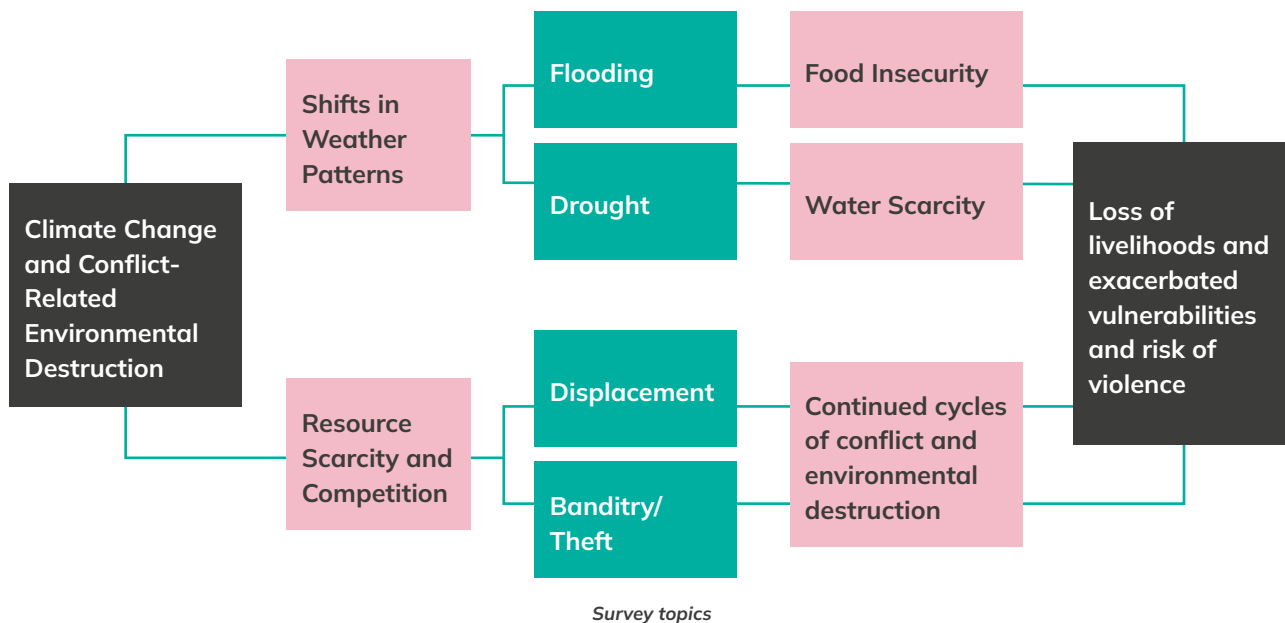 Climate Change
and Conflict-
Related
Environmental
Destruction
Shifts in
Weather
Patterns
Flooding
Food Insecurity
Drought
Water Scarcity
Resource
Scarcity and
Competition
Displacement
Banditry/
Theft
Continued cycles
of conflict and
environmental
destruction
Loss of
livelihoods and
exacerbated
vulnerabilities
and risk of
violence
Survey topics